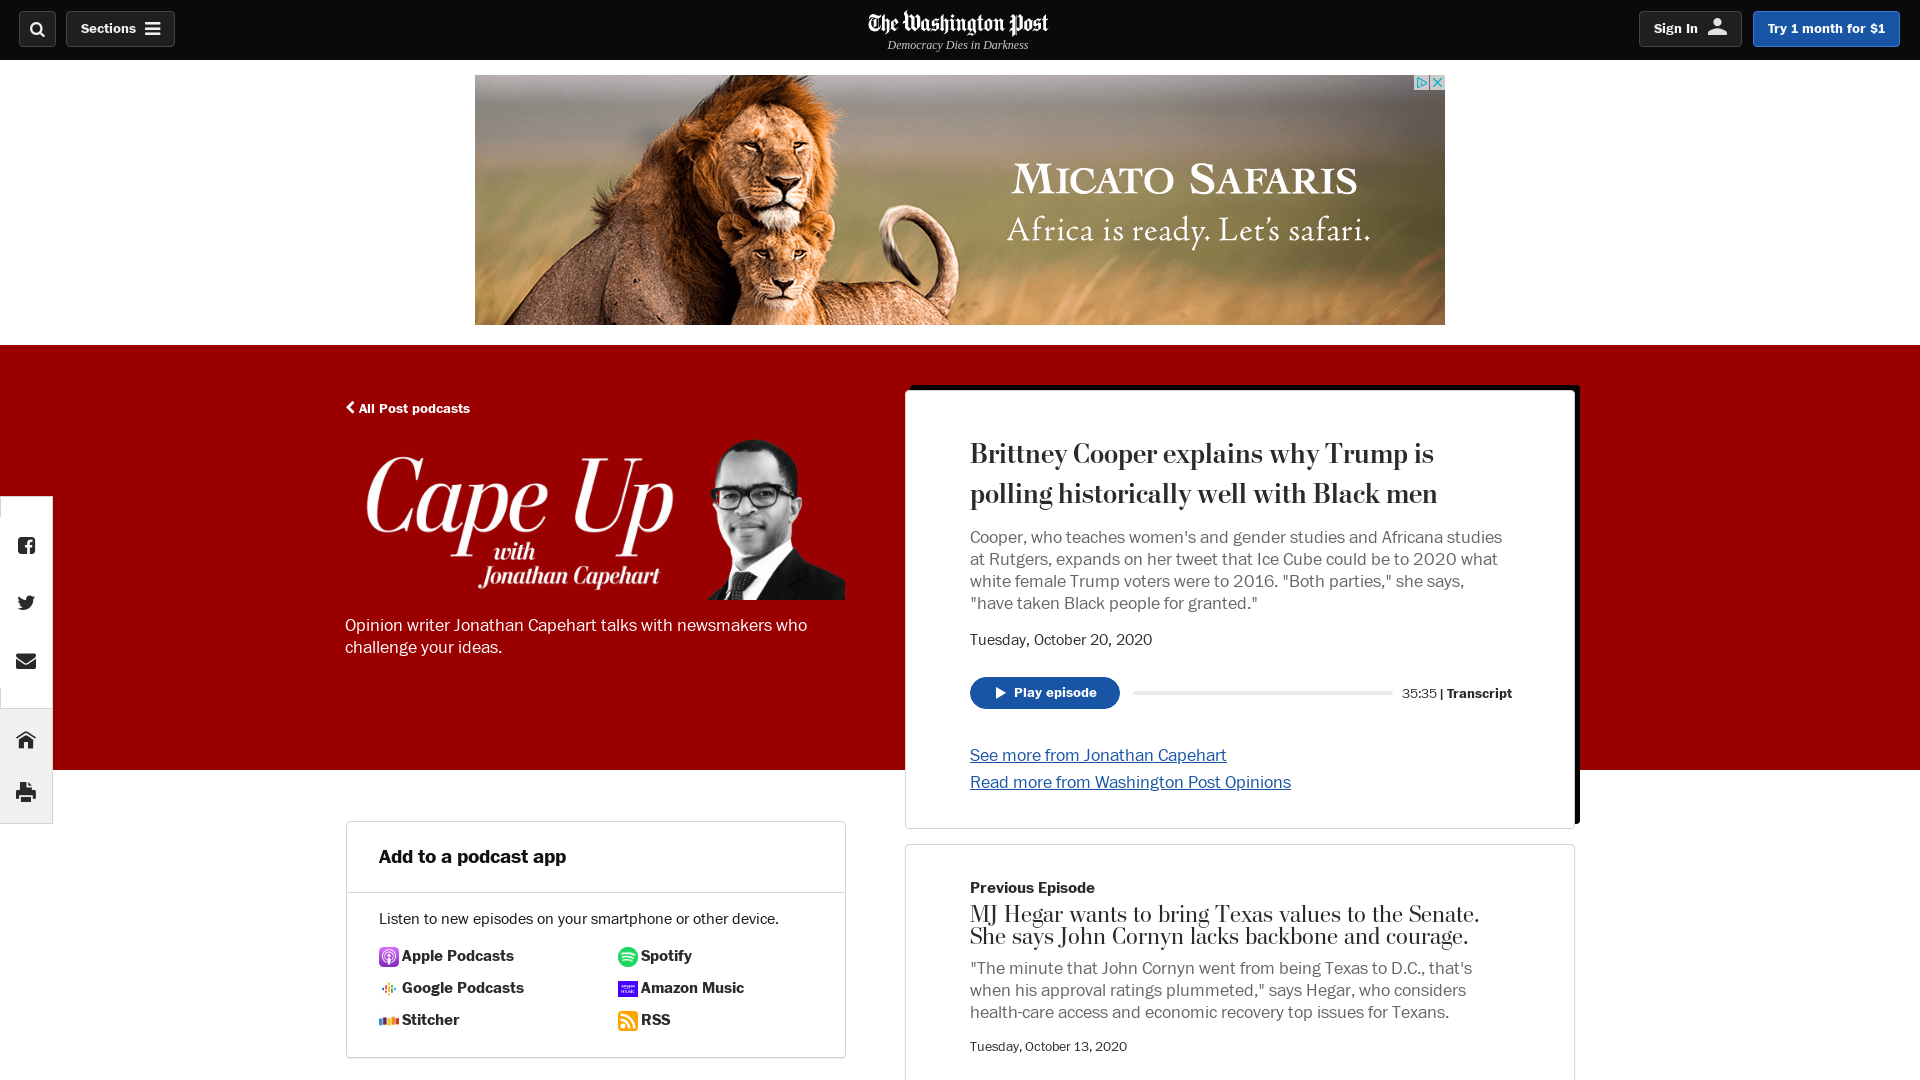 Sections
The Washington Post
Democracy Dies in Darkness
Sign In
Try 1 month for $1
MICATO SAFARIS
Africa is ready. Let's safari.
All Post podcasts
Cape Up
with
Jonathan Capehart
Opinion writer Jonathan Capehart talks with newsmakers who
challenge your ideas.
Brittney Cooper explains why Trump is
polling historically well with Black men
Cooper, who teaches women's and gender studies and Africana studies
at Rutgers, expands on her tweet that Ice Cube could be to 2020 what
white female Trump voters were to 2016. "Both parties," she says,
"have taken Black people for granted."
Tuesday, October 20, 2020
Play episode
35:35 | Transcript
See more from Jonathan Capehart
Read more from Washington Post Opinions
Add to a podcast app
Listen to new episodes on your smartphone or other device.
Apple Podcasts
Spotify
Google Podcasts
Amazon Music
Stitcher
RSS
Previous Episode
MJ Hegar wants to bring Texas values to the Senate.
She says John Cornyn lacks backbone and courage.
"The minute that John Cornyn went from being Texas to D.C., that's
when his approval ratings plummeted," says Hegar, who considers
health-care access and economic recovery top issues for Texans.
Tuesday, October 13, 2020